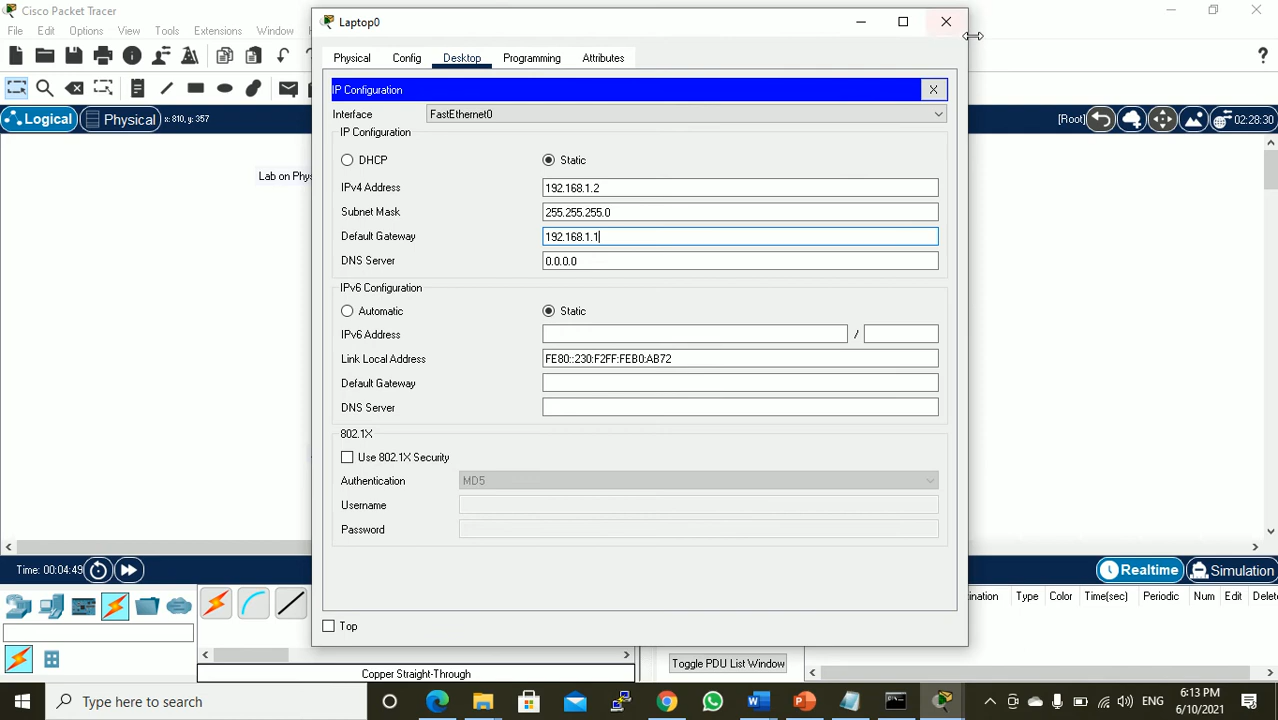 Cisco Packet Tracer
File Edit Options View Tools Extensions Window
Logical Physical x: 810, y: 357
[Root] 02:28:30
Lab on Phys
Laptop0
Physical Config Desktop Programming Attributes
IP Configuration X
Interface FastEthernet0
IP Configuration
DHCP Static
IPv4 Address 192.168.1.2
Subnet Mask 255.255.255.0
Default Gateway 192.168.1.1
DNS Server 0.0.0.0
IPv6 Configuration
Automatic Static
IPv6 Address /
Link Local Address FE80::230:F2FF:FEB0:AB72
Default Gateway
DNS Server
802.1X
Use 802.1X Security
Authentication MD5
Username
Password
Top
Time: 00:04:49
Realtime Simulation
ination Type Color Time(sec) Periodic Num Edit Delete
Copper Straight-Through
Toggle PDU List Window
Type here to search
ENG
6:13 PM
6/10/2021